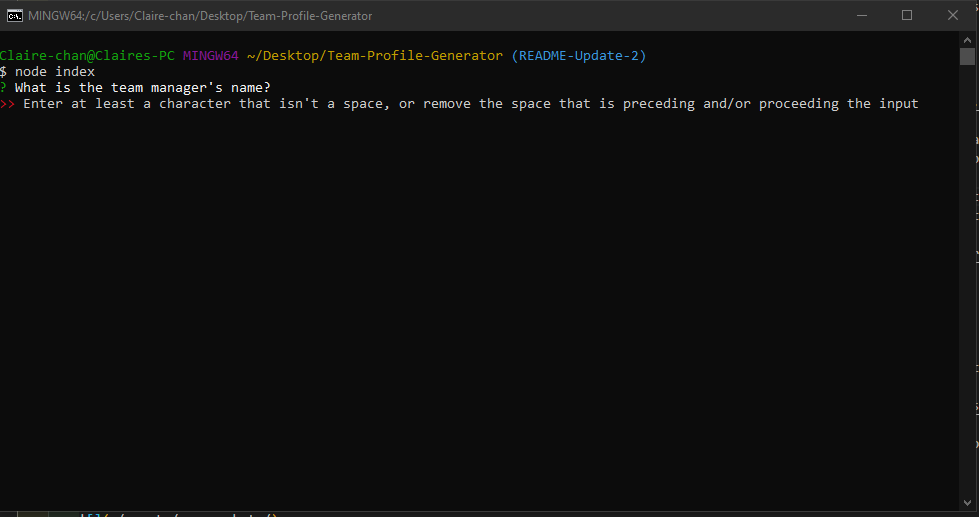 MINGW64:/c/Users/Claire-chan/Desktop/Team-Profile-Generator
Claire-chan@Claires-PC MINGW64 ~/Desktop/Team-Profile-Generator (README-Update-2)
$ node index
? What is the team manager's name?
>> Enter at least a character that isn't a space, or remove the space that is preceding and/or proceeding the input